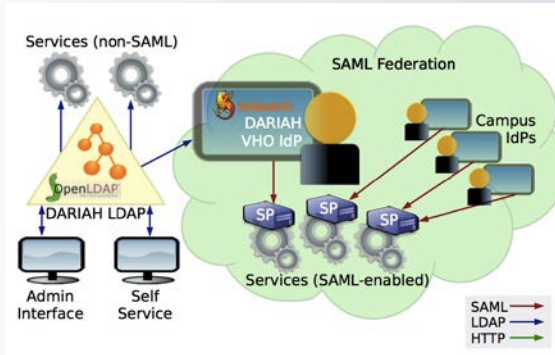 Services (non-SAML)
SAML Federation
DARIAH
VHO IdP
Campus
IdPs
OpenLDAP
DARIAH LDAP
SP
SP
SP
Services (SAML-enabled)
Admin
Interface
Self
Service
SAML
LDAP
HTTP